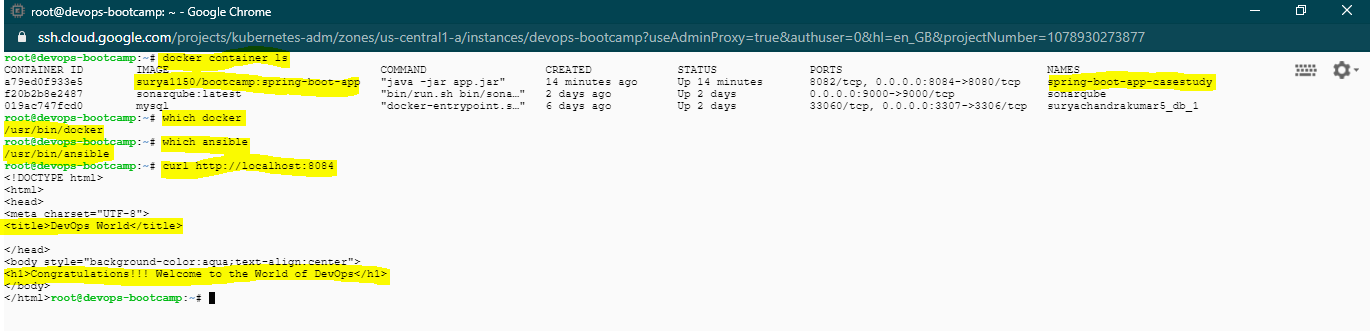 root@devops-bootcamp: ~ - Google Chrome
ssh.cloud.google.com/projects/kubernetes-adm/zones/us-central1-a/instances/devops-bootcamp?useAdminProxy=true&authuser=0&hl=en_GB&projectNumber=1078930273877
root@devops-bootcamp:~# docker container ls
CONTAINER ID IMAGE COMMAND CREATED STATUS PORTS NAMES
a79ed0f933e5 surya1150/bootcamp:spring-boot-app "java -jar app.jar" 14 minutes ago Up 14 minutes 8082/tcp, 0.0.0.0:8084->8080/tcp spring-boot-app-casestudy
f20b2b8e2487 sonarqube:latest "bin/run.sh bin/sona…" 2 days ago Up 2 days 0.0.0.0:9000->9000/tcp sonarqube
019ac747fcd0 mysql "docker-entrypoint.s…" 6 days ago Up 2 days 33060/tcp, 0.0.0.0:3307->3306/tcp suryachandrakumar5_db_1
root@devops-bootcamp:~# which docker
/usr/bin/docker
root@devops-bootcamp:~# which ansible
/usr/bin/ansible
root@devops-bootcamp:~# curl http://localhost:8084
<!DOCTYPE html>
<html>
<head>
<meta charset="UTF-8">
<title>DevOps World</title>
</head>
<body style="background-color:aqua;text-align:center">
<h1>Congratulations!!! Welcome to the World of DevOps</h1>
</body>
</html>root@devops-bootcamp:~#